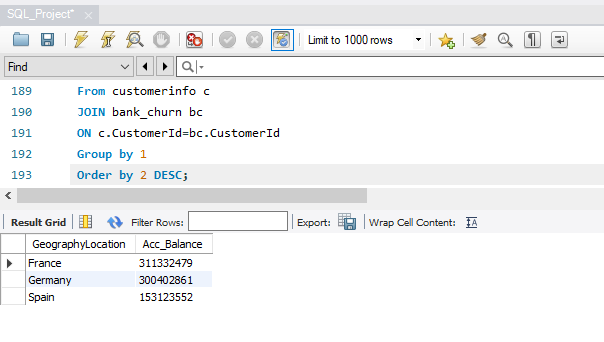 SQL_Project*
Limit to 1000 rows
Find
189 From customerinfo c
190 JOIN bank_churn bc
191 ON c.CustomerId=bc.CustomerId
192 Group by 1
193 Order by 2 DESC;
Result Grid Filter Rows: Export: Wrap Cell Content: IA
GeographyLocation Acc_Balance
France 311332479
Germany 300402861
Spain 153123552